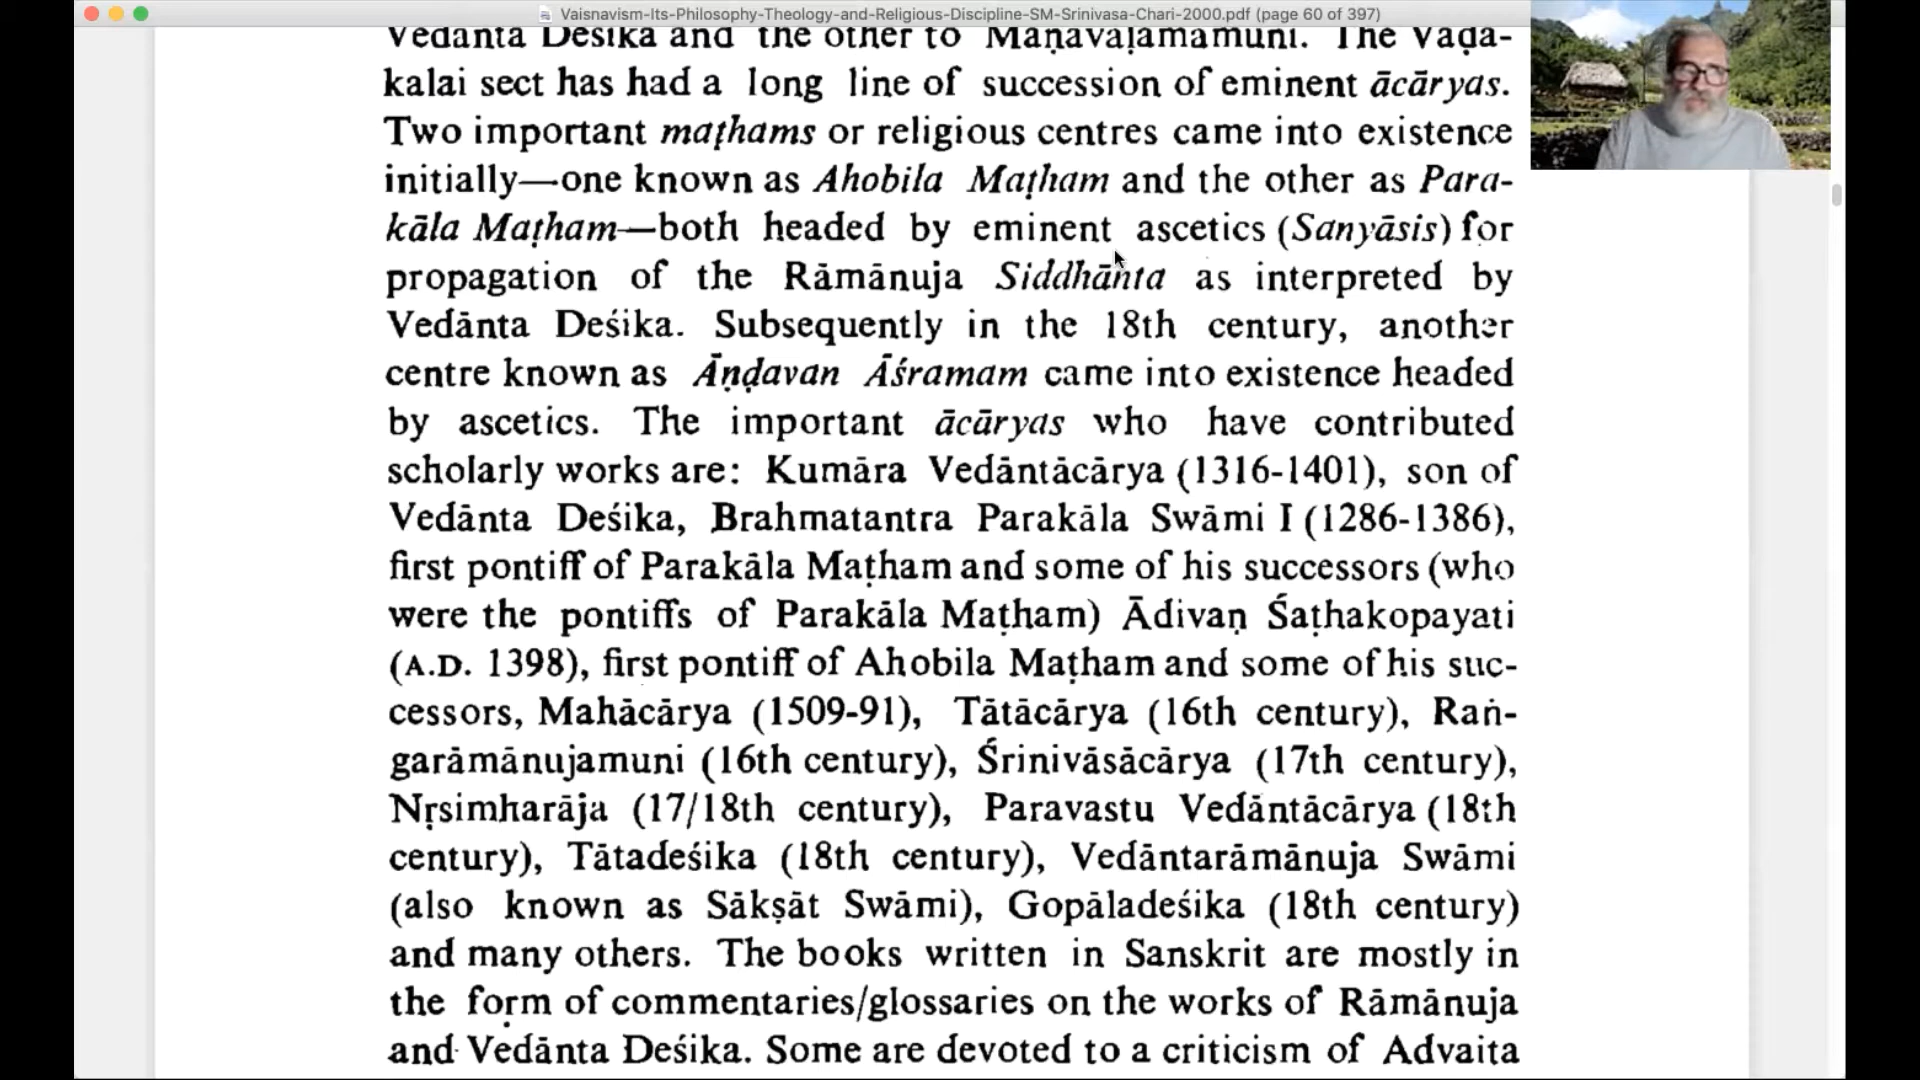 Vaisnavism-Its-Philosophy-Theology-and-Religious-Discipline-SM-Srinivasa-Chari-2000.pdf (page 60 of 397)
Vedānta Deśika and the other to Maṇavaḷamāmuni. The Vaḍa-
kalai sect has had a long line of succession of eminent ācāryas.
Two important maṭhams or religious centres came into existence
initially—one known as Ahobila Maṭham and the other as Para-
kāla Maṭham—both headed by eminent ascetics (Sanyāsis) for
propagation of the Rāmānuja Siddhānta as interpreted by
Vedānta Deśika. Subsequently in the 18th century, another
centre known as Āṇḍavan Āśramam came into existence headed
by ascetics. The important ācāryas who have contributed
scholarly works are: Kumāra Vedāntācārya (1316-1401), son of
Vedānta Deśika, Brahmatantra Parakāla Swāmi I (1286-1386),
first pontiff of Parakāla Maṭham and some of his successors (who
were the pontiffs of Parakāla Maṭham) Ādivaṇ Śaṭhakopayati
(A.D. 1398), first pontiff of Ahobila Maṭham and some of his suc-
cessors, Mahācārya (1509-91), Tātācārya (16th century), Raṅ-
garāmānujamuni (16th century), Śrinivāsācārya (17th century),
Nṛsimharāja (17/18th century), Paravastu Vedāntācārya (18th
century), Tātadeśika (18th century), Vedāntarāmānuja Swāmi
(also known as Sākṣāt Swāmi), Gopāladeśika (18th century)
and many others. The books written in Sanskrit are mostly in
the form of commentaries/glossaries on the works of Rāmānuja
and Vedānta Deśika. Some are devoted to a criticism of Advaita